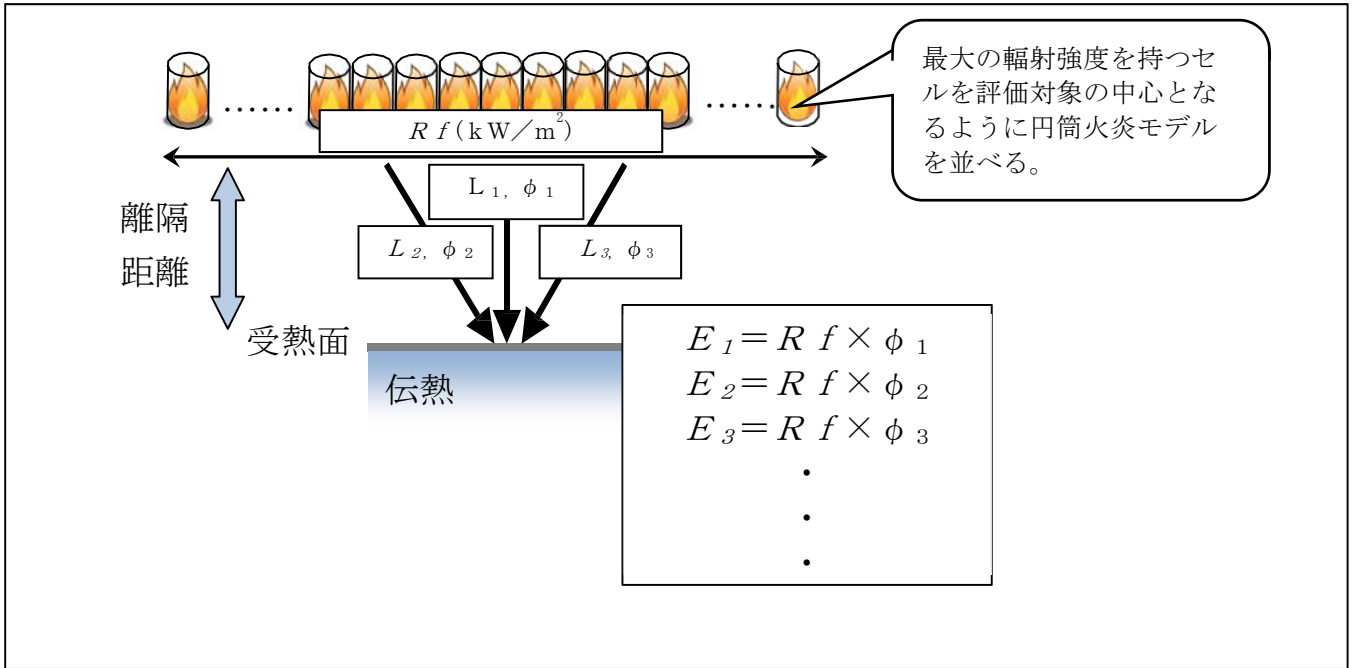 最大の輻射強度を持つセ
ルを評価対象の中心とな
るように円筒火炎モデル
を並べる。
……
……
Rf(kW/m²)
L₁, φ₁
L₂, φ₂
L₃, φ₃
離隔
距離
受熱面
伝熱
E₁=Rf×φ₁
E₂=Rf×φ₂
E₃=Rf×φ₃
・
・
・